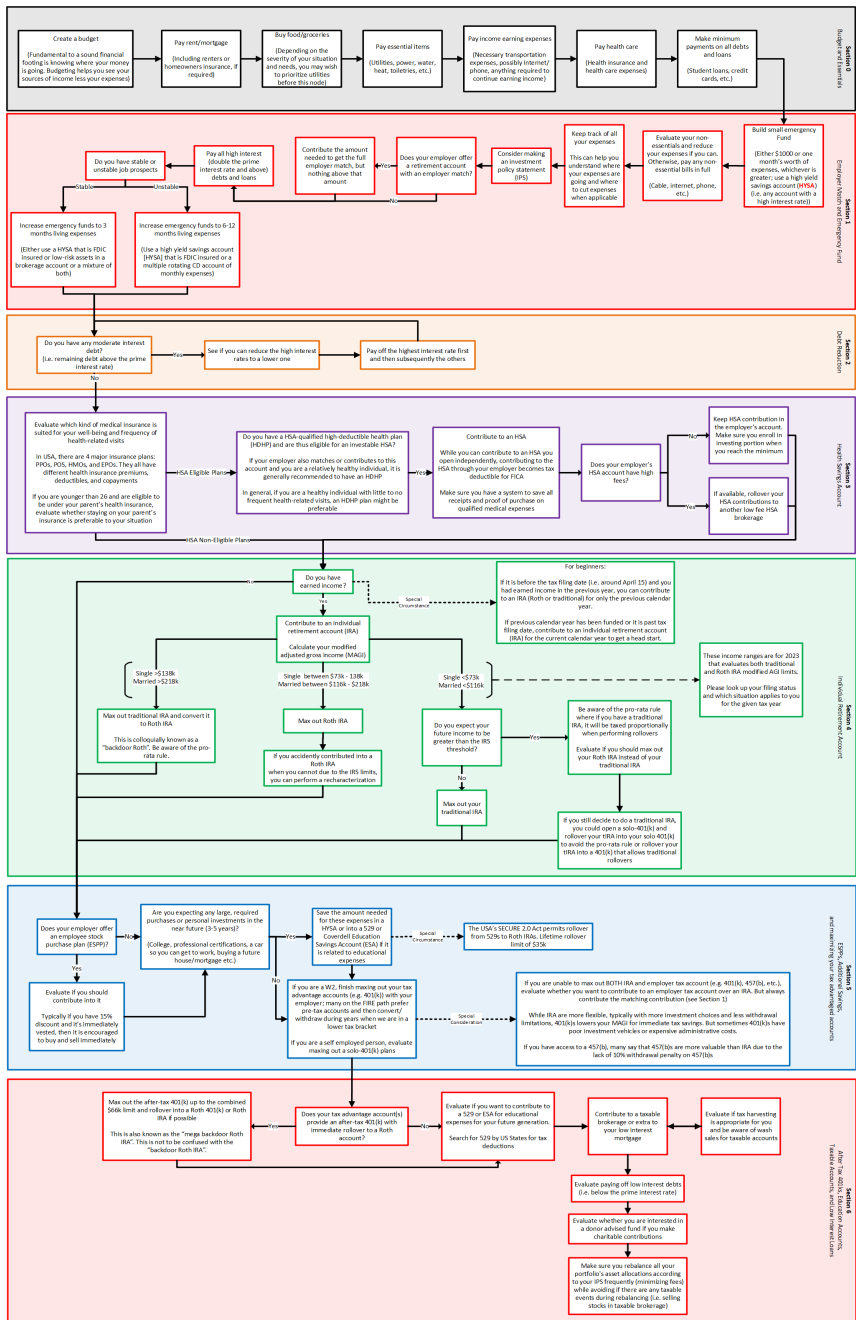 Create a budget
(Fundamental to a sound financial
footing is knowing where your money
is going. Budgeting helps you see your
sources of income less your expenses)
Pay rent/mortgage
(Including renters or
homeowners insurance, if
required)
Buy food/groceries
(Depending on the
severity of your situation
and needs, you may wish
to prioritize utilities
before this node)
Pay essential items
(Utilities, power, water,
heat, toiletries, etc.)
Pay income earning expenses
(Necessary transportation
expenses, possibly Internet/
phone, anything required to
continue earning income)
Pay health care
(Health insurance and
health care expenses)
Make minimum
payments on all debts
and loans
(Student loans, credit
cards, etc.)
Section 0
Budget and Essentials
Build small emergency
Fund
(Either $1000 or one
month's worth of
expenses, whichever is
greater; use a high yield
savings account (HYSA)
(i.e. any account with a
high interest rate))
Evaluate your non-
essentials and reduce
your expenses if you can.
Otherwise, pay any non-
essential bills in full
(Cable, internet, phone,
etc.)
Keep track of all
your expenses
This can help you
understand where
your expenses are
going and where
to cut expenses
when applicable
Consider making
an investment
policy statement
(IPS)
Does your employer offer
a retirement account
with an employer match?
Yes
No
Contribute the amount
needed to get the full
employer match, but
nothing above that
amount
Pay all high interest
(double the prime
interest rate and above)
debts and loans
Do you have stable or
unstable job prospects
Stable
Unstable
Increase emergency funds to 3
months living expenses
(Either use a HYSA that is FDIC
insured or low-risk assets in a
brokerage account or a mixture of
both)
Increase emergency funds to 6-12
months living expenses
(Use a high yield savings account
[HYSA] that is FDIC insured or a
multiple rotating CD account of
monthly expenses)
Section 1
Employer Match and Emergency Fund
Do you have any moderate interest
debt?
(i.e. remaining debt above the prime
interest rate)
Yes
No
See if you can reduce the high interest
rates to a lower one
Pay off the highest interest rate first
and then subsequently the others
Section 2
Debt Reduction
Evaluate which kind of medical insurance is
suited for your well-being and frequency of
health-related visits
In USA, there are 4 major insurance plans:
PPOs, POS, HMOs, and EPOs. They all have
different health insurance premiums,
deductibles, and copayments
If you are younger than 26 and are eligible to
be under your parent's health insurance,
evaluate whether staying on your parent's
insurance is preferable to your situation
HSA Eligible Plans
HSA Non-Eligible Plans
Do you have a HSA-qualified high-deductible health plan
(HDHP) and are thus eligible for an investable HSA?
If your employer also matches or contributes to this
account and you are a relatively healthy individual, it is
generally recommended to have an HDHP
In general, if you are a healthy individual with little to no
frequent health-related visits, an HDHP plan might be
preferable
Yes
Contribute to an HSA
While you can contribute to an HSA you
open independently, contributing to the
HSA through your employer becomes tax
deductible for FICA
Make sure you have a system to save all
receipts and proof of purchase on
qualified medical expenses
Does your employer's HSA
account have high fees?
No
Yes
Keep HSA contribution in
the employer's account.
Make sure you enroll in
investing portion when
you reach the minimum
If available, rollover your
HSA contributions to
another low fee HSA
brokerage
Section 3
Health Savings Account
Do you have
earned income?
No
Yes
Special
Circumstance
For beginners:
If it is before the tax filing date (i.e. around April 15) and you
had earned income in the previous year, you can contribute
to an IRA (Roth or traditional) for only the previous calendar
year.
If previous calendar year has been funded or it is past tax
filing date, contribute to an individual retirement account
(IRA) for the current calendar year to get a head start.
Contribute to an individual
retirement account (IRA)
Calculate your modified
adjusted gross income (MAGI)
Single >$138k
Married >$218k
Single between $73k - 138k
Married between $116k - $218k
Single <$73k
Married <$116k
These income ranges are for 2023
that evaluates both traditional
and Roth IRA modified AGI limits.
Please look up your filing status
and which situation applies to you
for the given tax year
Max out traditional IRA and convert it
to Roth IRA
This is colloquially known as a
"backdoor Roth". Be aware of the pro-
rata rule.
Max out Roth IRA
If you accidently contributed into a
Roth IRA
when you cannot due to the IRS limits,
you can perform a recharacterization
Do you expect your
future income to be
greater than the IRS
threshold?
Yes
No
Max out your
traditional IRA
Be aware of the pro-rata rule
where if you have a traditional
IRA, it will be taxed proportionally
when performing rollovers
Evaluate if you should max out
your Roth IRA instead of your
traditional IRA
If you still decide to do a traditional IRA,
you could open a solo-401(k) and
rollover your tIRA into your solo 401(k)
to avoid the pro-rata rule or rollover your
tIRA into a 401(k) that allows traditional
rollovers
Section 4
Individual Retirement Account
Does your employer offer
an employee stock
purchase plan (ESPP)?
No
Yes
Evaluate if you should
contribute into it
Typically if you have 15%
discount and it's immediately
vested, then it is encouraged
to buy and sell immediately
Are you expecting any large, required
purchases or personal investments in the
near future (3-5 years)?
(College, professional certifications, a car
so you can get to work, buying a
future house/mortgage etc.)
Yes
No
Save the amount needed
for these expenses in a
HYSA or into a 529 or
Coverdell Education
Savings Account (ESA) if it
is related to educational
expenses
Special
Circumstance
The USA's SECURE 2.0 Act permits rollover
from 529s to Roth IRAs. Lifetime rollover
limit of $35k
If you are a W2, finish maxing out your tax
advantage accounts (e.g. 401(k)) with your
employer; many on the FIRE path prefer
pre-tax accounts and then convert/
withdraw during years when we are in a
lower tax bracket
If you are a self employed person, evaluate
maxing out a solo-401(k) plans
Special
Consideration
If you are unable to max out BOTH IRA and employer tax account (e.g. 401(k), 457(b), etc.),
evaluate whether you want to contribute to an employer tax account over an IRA. But always
contribute the matching contribution (see Section 1)
While IRA are more flexible, typically with more investment choices and less withdrawal
limitations, 401(k)s lowers your MAGI for immediate tax savings. But sometimes 401(k)s have
poor investment vehicles or expensive administrative costs.
If you have access to a 457(b), many say that 457(b)s are more valuable than IRA due to the
lack of 10% withdrawal penalty on 457(b)s
Section 5
ESPPs, Additional Savings,
and maximizing your tax advantaged accounts
Max out the after-tax 401(k) up to the combined
$66k limit and rollover into a Roth 401(k) or Roth
IRA if possible
This is also known as the "mega backdoor Roth
IRA". This is not to be confused with the
"backdoor Roth IRA".
Yes
Does your tax advantage account(s)
provide an after-tax 401(k) with
immediate rollover to a Roth
account?
No
Evaluate if you want to contribute to
a 529 or ESA for educational
expenses for your future generation.
Search for 529 by US States for tax
deductions
Contribute to a taxable
brokerage or extra to
your low interest
mortgage
Evaluate if tax harvesting
is appropriate for you
and be aware of wash
sales for taxable accounts
Evaluate paying off low interest debts
(i.e. below the prime interest rate)
Evaluate whether you are interested in
a donor advised fund if you make
charitable contributions
Make sure you rebalance all your
portfolio's asset allocations according
to your IPS frequently (minimizing fees)
while avoiding if there are any taxable
events during rebalancing (i.e. selling
stocks in taxable brokerage)
Section 6
After Tax 401ks, Education Accounts,
Taxable Accounts, and Low Interest Loans